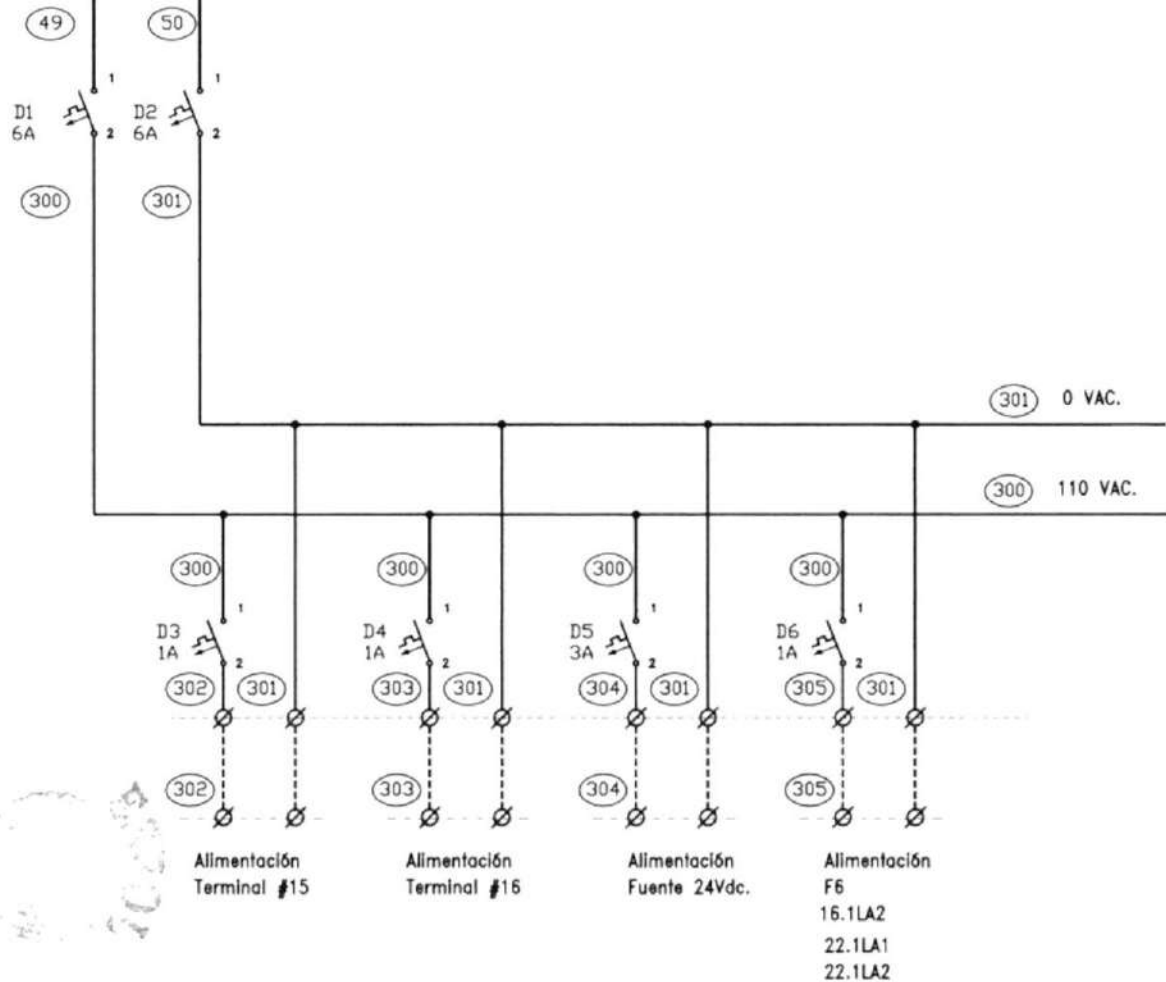 49
50
1
1
D1
6A
D2
6A
2
2
300
301
301
0 VAC.
300
110 VAC.
300
300
300
300
1
1
1
1
D3
1A
D4
1A
D5
3A
D6
1A
2
2
2
2
302
301
303
301
304
301
305
301
302
303
304
305
Alimentación
Terminal #15
Alimentación
Terminal #16
Alimentación
Fuente 24Vdc.
Alimentación
F6
16.1LA2
22.1LA1
22.1LA2